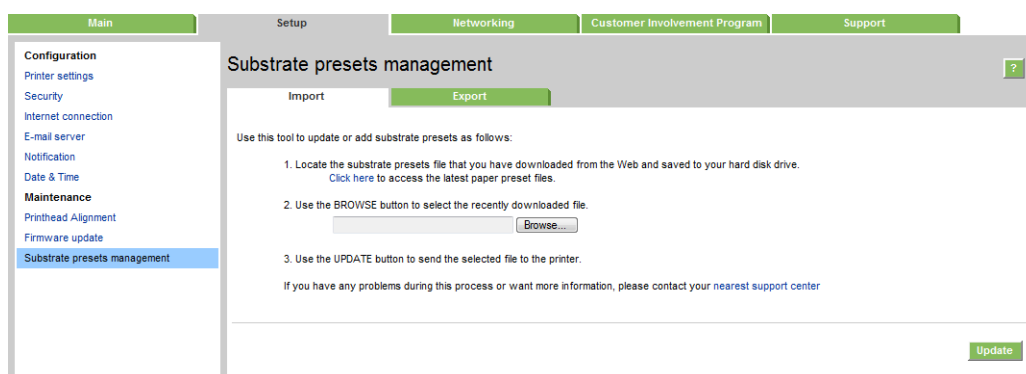 Main
Setup
Networking
Customer Involvement Program
Support
Configuration
Printer settings
Security
Internet connection
E-mail server
Notification
Date & Time
Maintenance
Printhead Alignment
Firmware update
Substrate presets management
Substrate presets management
?
Import
Export
Use this tool to update or add substrate presets as follows:
1. Locate the substrate presets file that you have downloaded from the Web and saved to your hard disk drive.
Click here to access the latest paper preset files.
2. Use the BROWSE button to select the recently downloaded file.
Browse...
3. Use the UPDATE button to send the selected file to the printer.
If you have any problems during this process or want more information, please contact your nearest support center
Update